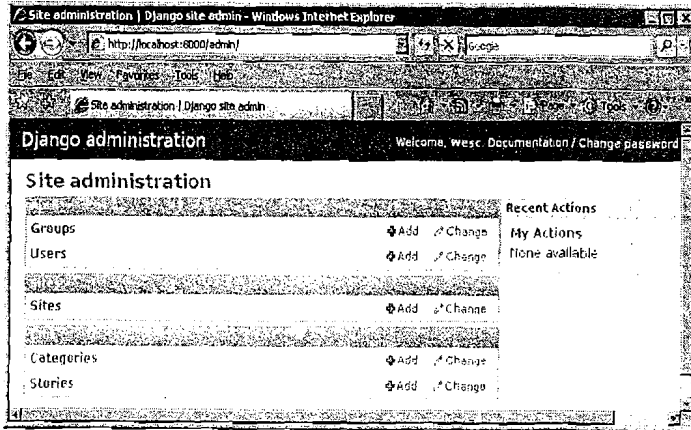 Site administration | Django site admin - Windows Internet Explorer
http://localhost:8000/admin/
Google
File Edit View Favorites Tools Help
Site administration | Django site admin
Page Tools
Django administration
Welcome, wesc. Documentation / Change password
Site administration
Recent Actions
Groups Add Change
My Actions
Users Add Change
None available
Sites Add Change
Categories Add Change
Stories Add Change